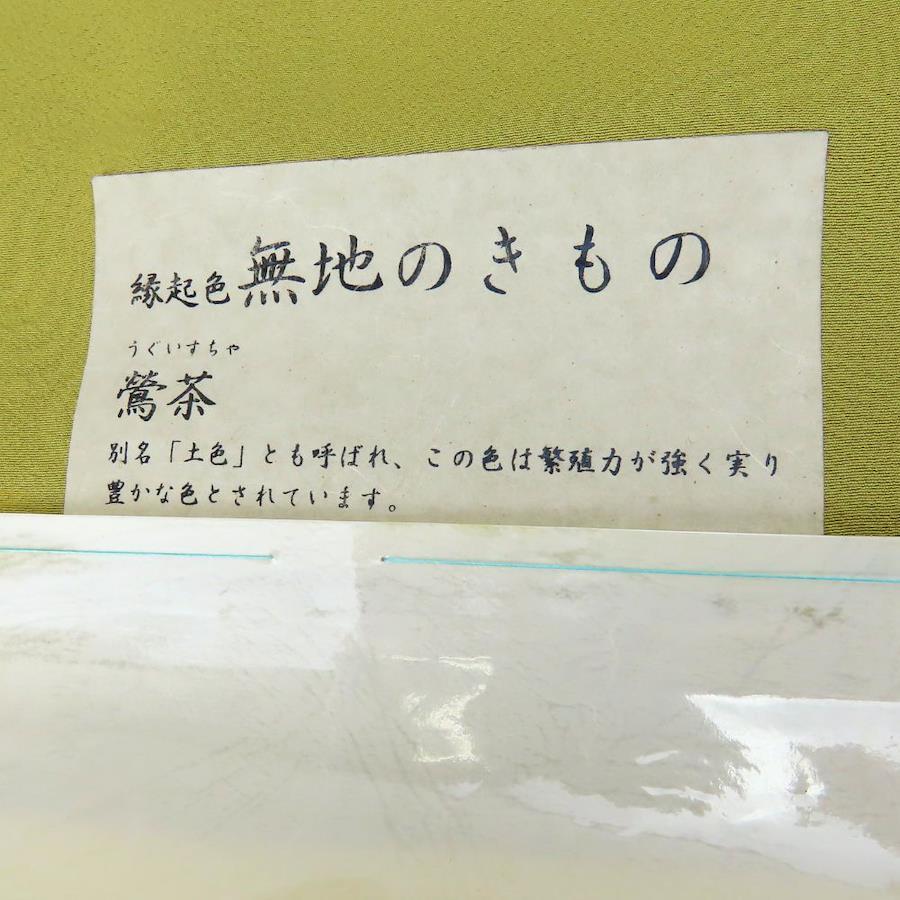 縁起色 無地のきもの
うぐいすちゃ
鶯茶
別名「土色」とも呼ばれ、この色は繁殖力が強く実り
豊かな色とされています。